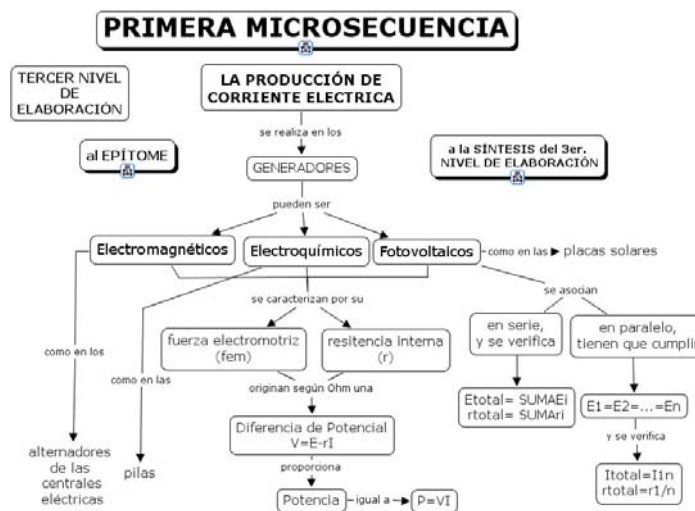 PRIMERA MICROSECUENCIA
TERCER NIVEL
DE
ELABORACIÓN
LA PRODUCCIÓN DE
CORRIENTE ELECTRICA
se realiza en los
al EPÍTOME
a la SÍNTESIS del 3er.
NIVEL DE ELABORACIÓN
GENERADORES
pueden ser
Electromagnéticos
Electroquímicos
Fotovoltaicos
como en las
placas solares
se caracterizan por su
se asocian
como en los
fuerza electromotriz
(fem)
resitencia interna
(r)
en serie,
y se verifica
en paralelo,
tienen que cumplir
como en las
originan según Ohm una
Etotal= SUMAEi
rtotal= SUMAri
E1=E2=...=En
Diferencia de Potencial
V=E-rI
y se verifica
alternadores
de las
centrales
eléctricas
pilas
proporciona
Itotal=I1n
rtotal=r1/n
Potencia
igual a
P=VI